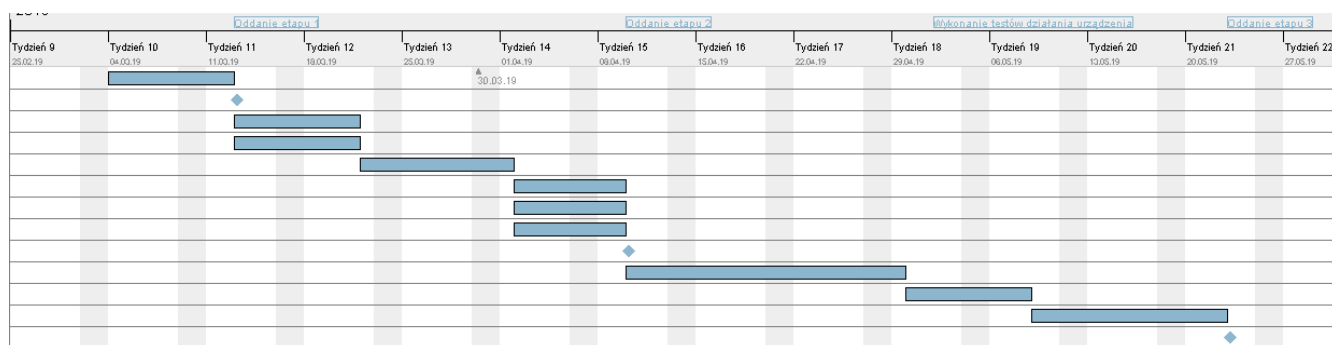 Oddanie etapu 1 Oddanie etapu 2 Wykonanie testów działania urządzenia Oddanie etapu 3
Tydzień 9 Tydzień 10 Tydzień 11 Tydzień 12 Tydzień 13 Tydzień 14 Tydzień 15 Tydzień 16 Tydzień 17 Tydzień 18 Tydzień 19 Tydzień 20 Tydzień 21 Tydzień 22
25.02.19 04.03.19 11.03.19 18.03.19 25.03.19 01.04.19 08.04.19 15.04.19 22.04.19 29.04.19 06.05.19 13.05.19 20.05.19 27.05.19
30.03.19